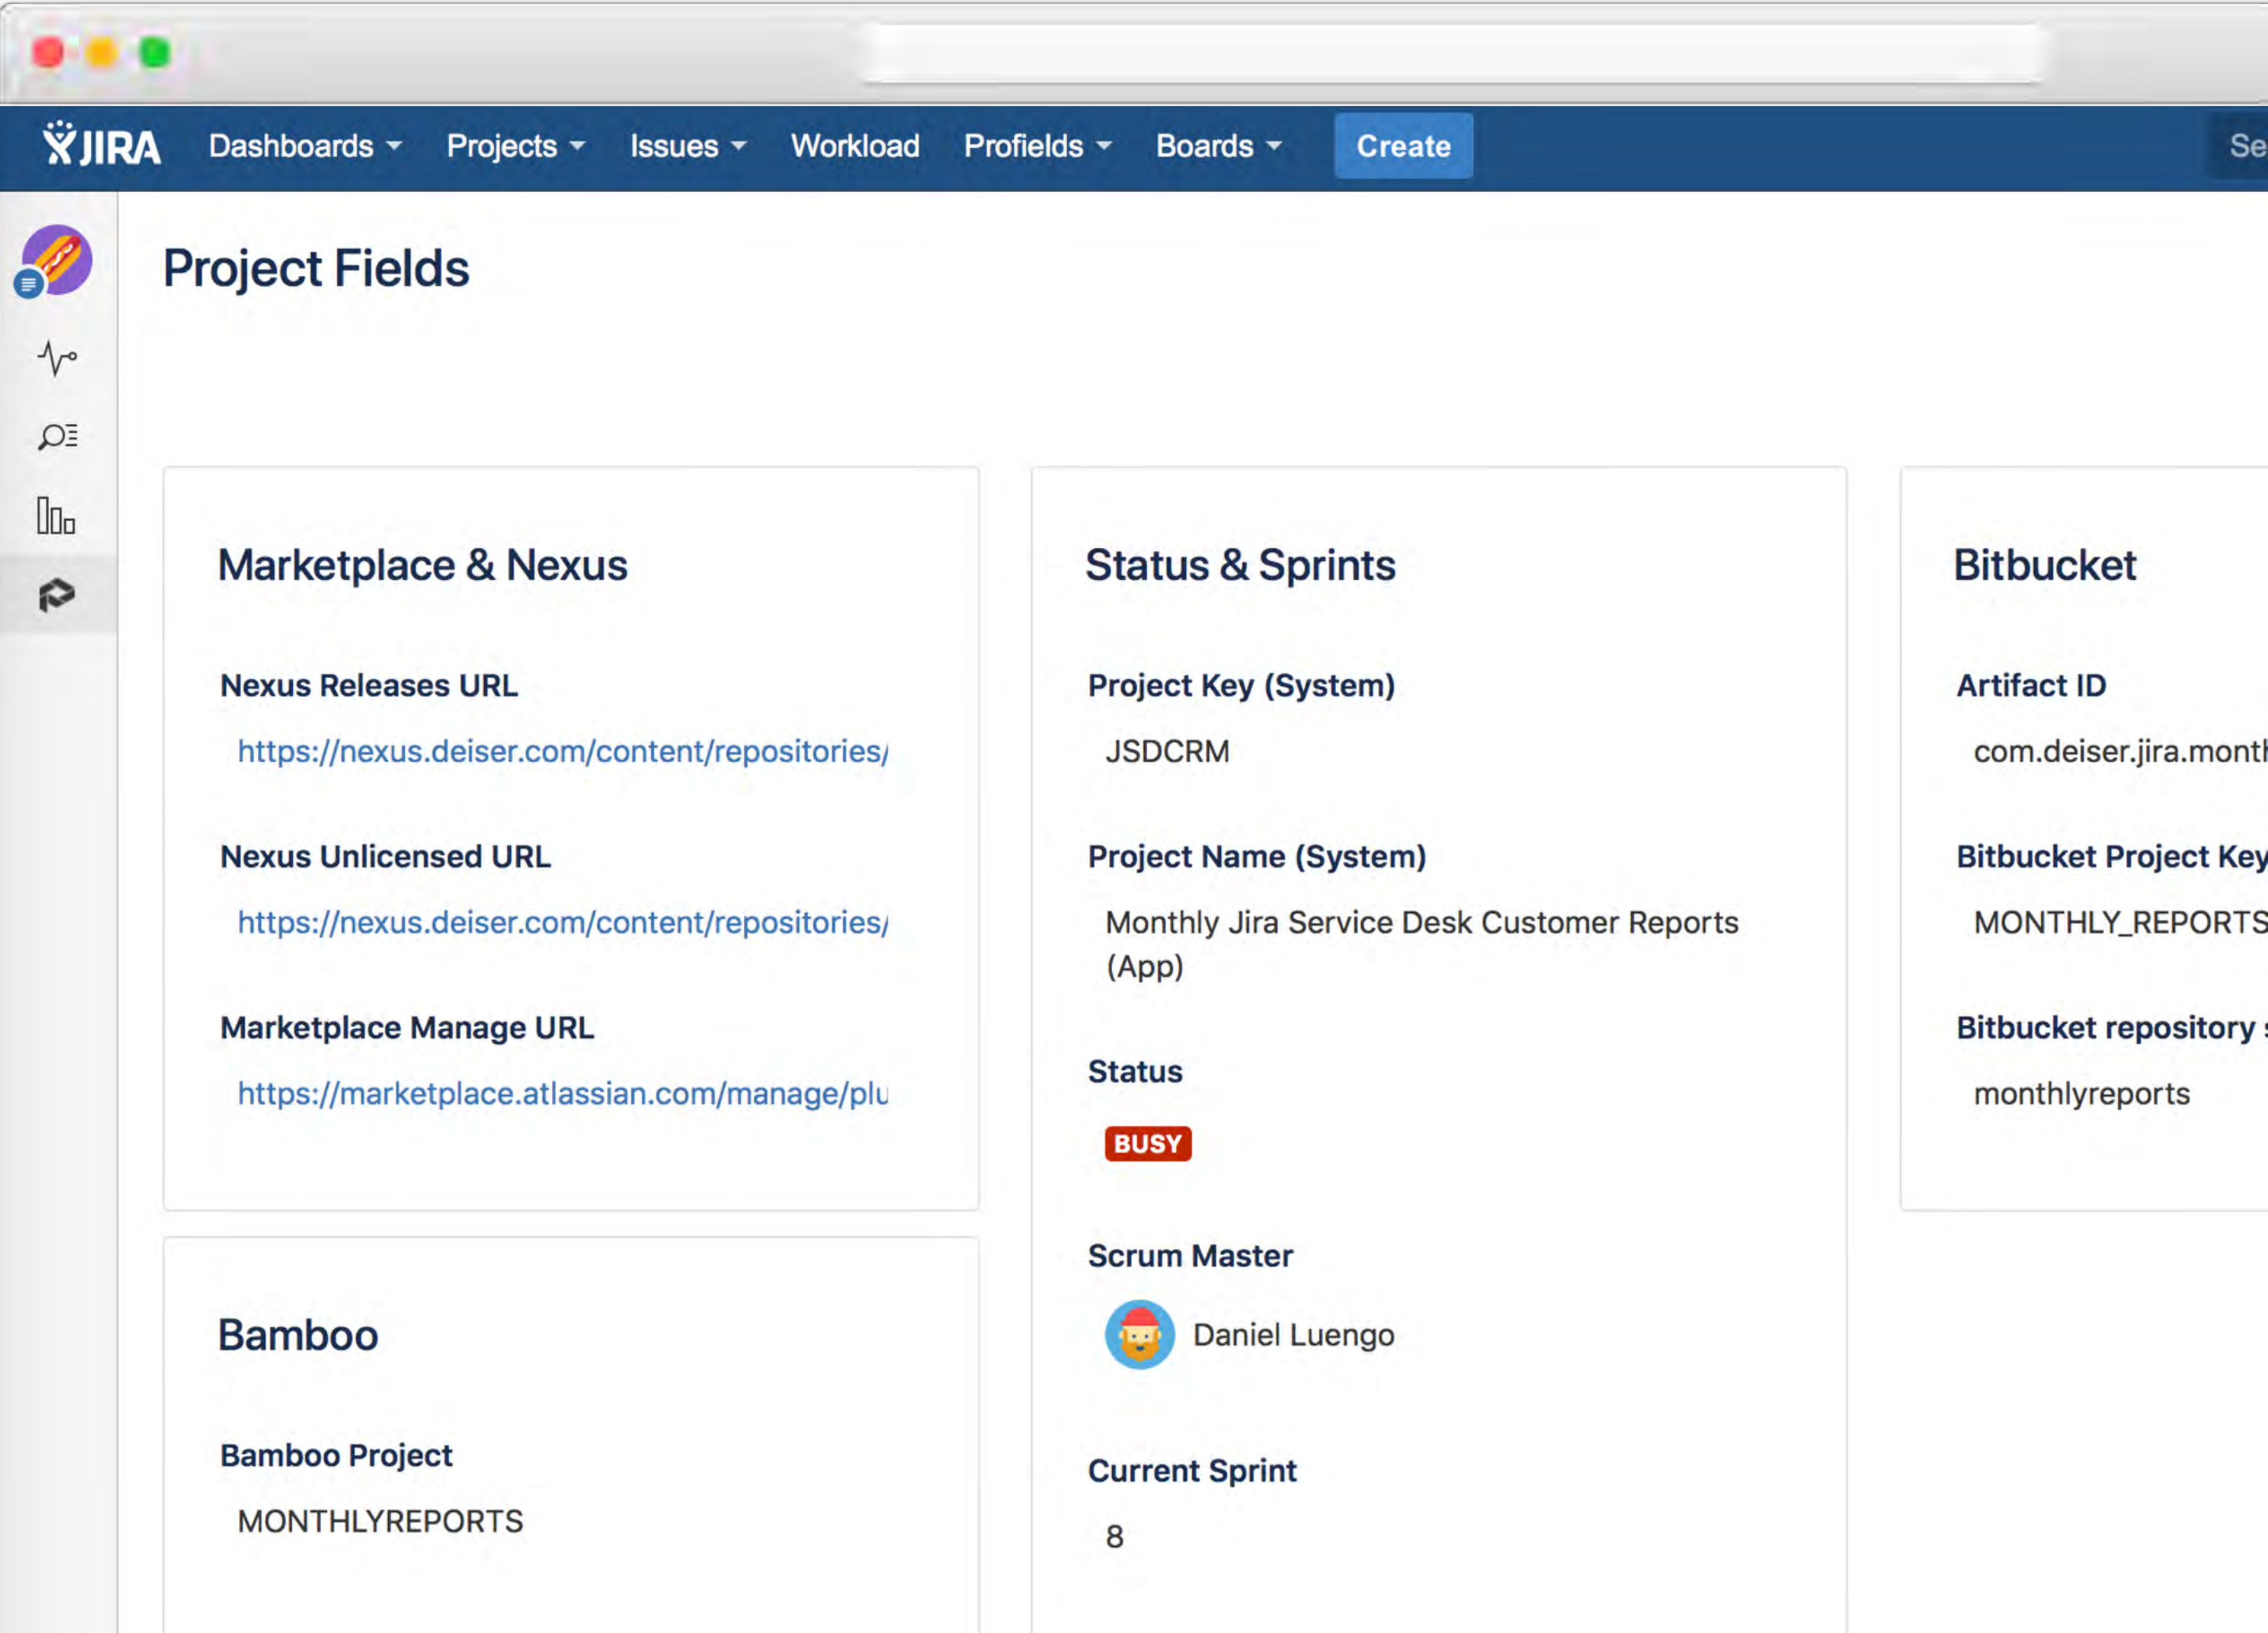 JIRA Dashboards Projects Issues Workload Profields Boards Create Se
Project Fields
Marketplace & Nexus
Nexus Releases URL
https://nexus.deiser.com/content/repositories/
Nexus Unlicensed URL
https://nexus.deiser.com/content/repositories/
Marketplace Manage URL
https://marketplace.atlassian.com/manage/plu
Bamboo
Bamboo Project
MONTHLYREPORTS
Status & Sprints
Project Key (System)
JSDCRM
Project Name (System)
Monthly Jira Service Desk Customer Reports
(App)
Status
BUSY
Scrum Master
Daniel Luengo
Current Sprint
8
Bitbucket
Artifact ID
com.deiser.jira.month
Bitbucket Project Key
MONTHLY_REPORTS
Bitbucket repository s
monthlyreports